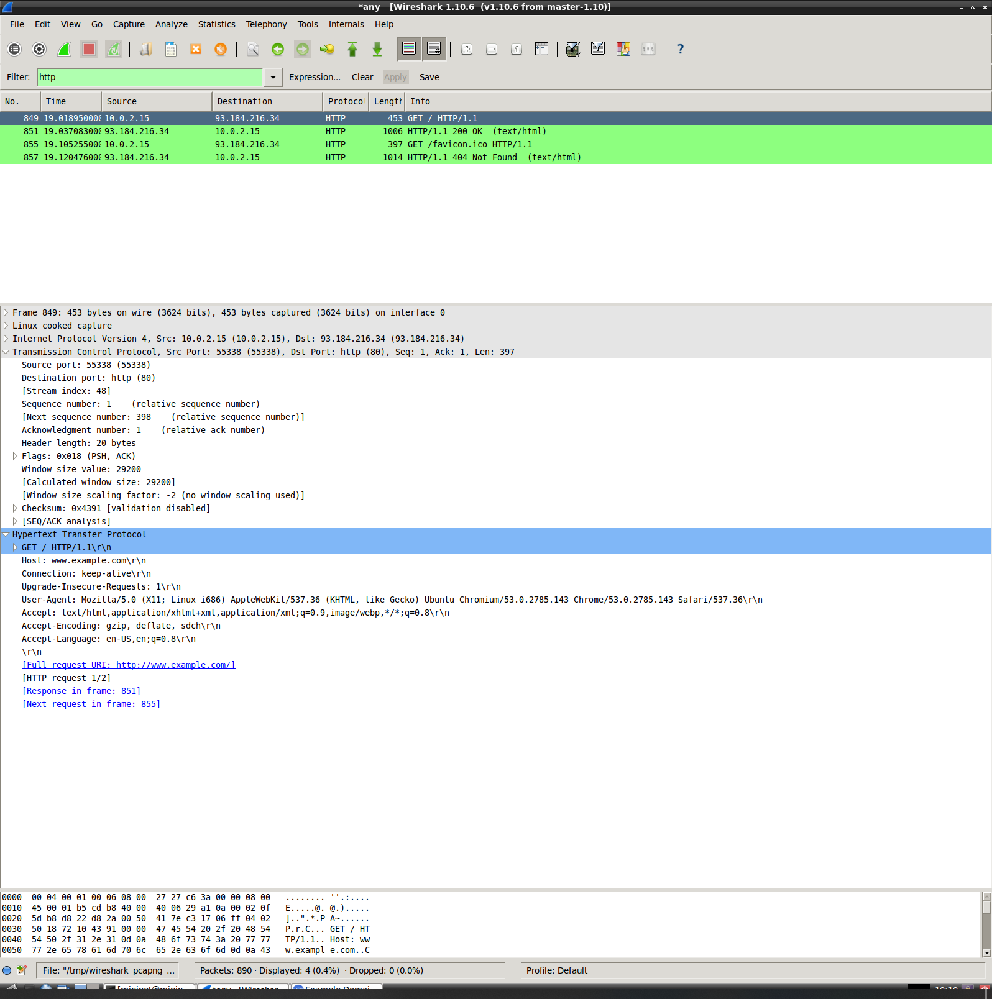 *any [Wireshark 1.10.6 (v1.10.6 from master-1.10)]
File Edit View Go Capture Analyze Statistics Telephony Tools Internals Help
Filter: http Expression... Clear Apply Save
No. Time Source Destination Protocol Length Info
849 19.018950000 10.0.2.15 93.184.216.34 HTTP 453 GET / HTTP/1.1
851 19.037083000 93.184.216.34 10.0.2.15 HTTP 1006 HTTP/1.1 200 OK (text/html)
855 19.105255000 10.0.2.15 93.184.216.34 HTTP 397 GET /favicon.ico HTTP/1.1
857 19.120476000 93.184.216.34 10.0.2.15 HTTP 1014 HTTP/1.1 404 Not Found (text/html)
Frame 849: 453 bytes on wire (3624 bits), 453 bytes captured (3624 bits) on interface 0
Linux cooked capture
Internet Protocol Version 4, Src: 10.0.2.15 (10.0.2.15), Dst: 93.184.216.34 (93.184.216.34)
Transmission Control Protocol, Src Port: 55338 (55338), Dst Port: http (80), Seq: 1, Ack: 1, Len: 397
Source port: 55338 (55338)
Destination port: http (80)
[Stream index: 48]
Sequence number: 1 (relative sequence number)
[Next sequence number: 398 (relative sequence number)]
Acknowledgment number: 1 (relative ack number)
Header length: 20 bytes
Flags: 0x018 (PSH, ACK)
Window size value: 29200
[Calculated window size: 29200]
[Window size scaling factor: -2 (no window scaling used)]
Checksum: 0x4391 [validation disabled]
[SEQ/ACK analysis]
Hypertext Transfer Protocol
GET / HTTP/1.1\r\n
Host: www.example.com\r\n
Connection: keep-alive\r\n
Upgrade-Insecure-Requests: 1\r\n
User-Agent: Mozilla/5.0 (X11; Linux i686) AppleWebKit/537.36 (KHTML, like Gecko) Ubuntu Chromium/53.0.2785.143 Chrome/53.0.2785.143 Safari/537.36\r\n
Accept: text/html,application/xhtml+xml,application/xml;q=0.9,image/webp,*/*;q=0.8\r\n
Accept-Encoding: gzip, deflate, sdch\r\n
Accept-Language: en-US,en;q=0.8\r\n
\r\n
[Full request URI: http://www.example.com/]
[HTTP request 1/2]
[Response in frame: 851]
[Next request in frame: 855]
0000 00 04 00 01 00 06 08 00 27 27 c6 3a 00 00 08 00 ........ ''.:....
0010 45 00 01 b5 cd b8 40 00 40 06 29 a1 0a 00 02 0f E.....@. @.).....
0020 5d b8 d8 22 d8 2a 00 50 41 7e c3 17 06 ff 04 02 ]..".*.P A~......
0030 50 18 72 10 43 91 00 00 47 45 54 20 2f 20 48 54 P.r.C... GET / HT
0040 54 50 2f 31 2e 31 0d 0a 48 6f 73 74 3a 20 77 77 TP/1.1.. Host: ww
0050 77 2e 65 78 61 6d 70 6c 65 2e 63 6f 6d 0d 0a 43 w.exampl e.com..C
File: "/tmp/wireshark_pcapng_... Packets: 890 · Displayed: 4 (0.4%) · Dropped: 0 (0.0%) Profile: Default